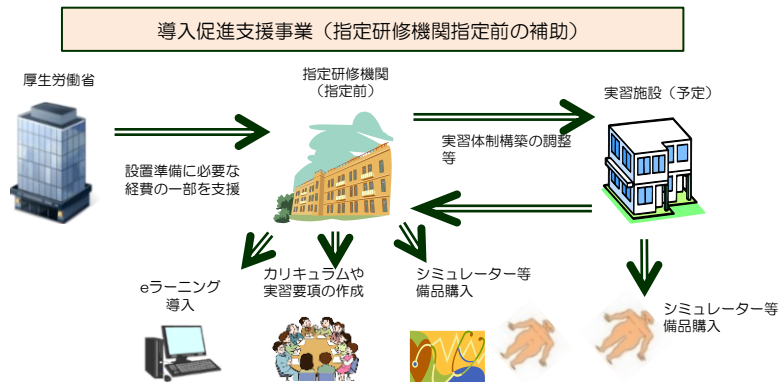 導入促進支援事業（指定研修機関指定前の補助）
厚生労働省
指定研修機関
（指定前）
実習施設（予定）
設置準備に必要な
経費の一部を支援
実習体制構築の調整
等
eラーニング
導入
カリキュラムや
実習要項の作成
シミュレーター等
備品購入
シミュレーター等
備品購入